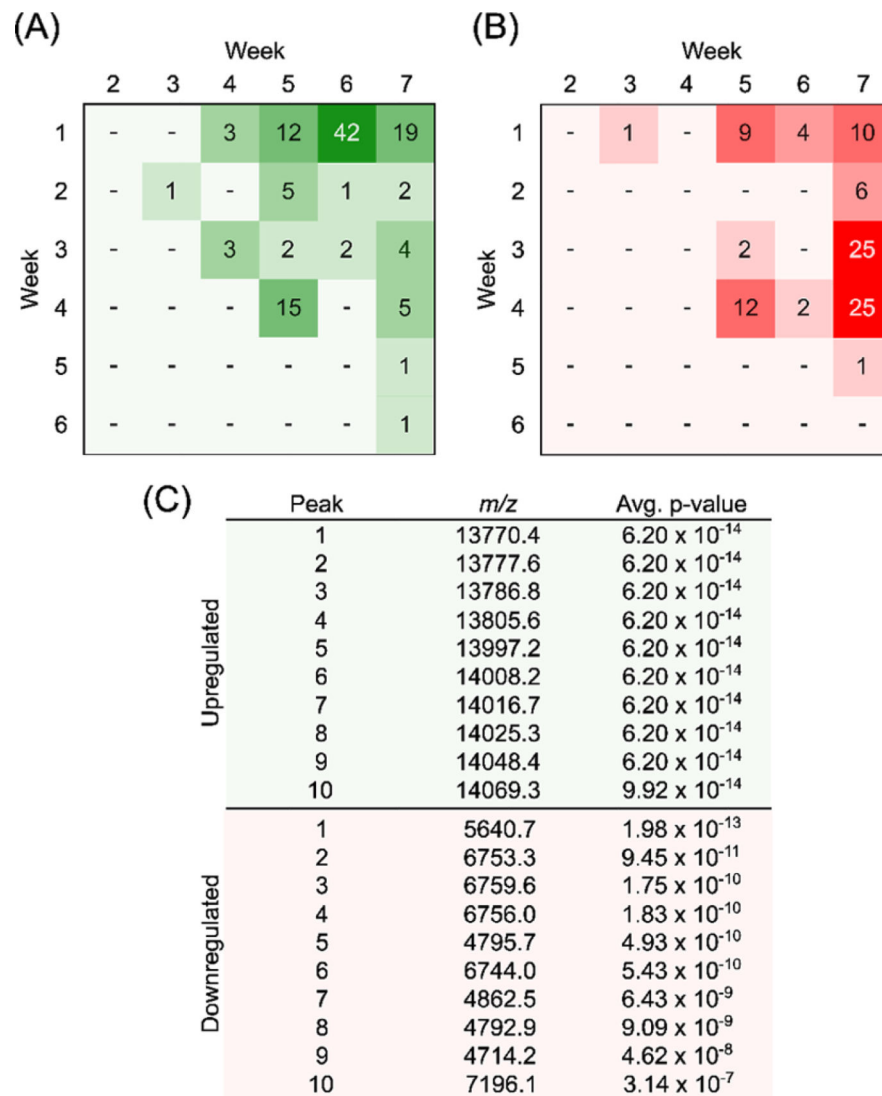 (A)
Week
2 3 4 5 6 7
Week
1 - - 3 12 42 19
2 - 1 - 5 1 2
3 - - 3 2 2 4
4 - - - 15 - 5
5 - - - - - 1
6 - - - - - 1
(B)
Week
2 3 4 5 6 7
Week
1 - 1 - 9 4 10
2 - - - - - 6
3 - - - 2 - 25
4 - - - 12 2 25
5 - - - - - 1
6 - - - - - -
(C)
Peak m/z Avg. p-value
Upregulated
1 13770.4 6.20 x 10⁻¹⁴
2 13777.6 6.20 x 10⁻¹⁴
3 13786.8 6.20 x 10⁻¹⁴
4 13805.6 6.20 x 10⁻¹⁴
5 13997.2 6.20 x 10⁻¹⁴
6 14008.2 6.20 x 10⁻¹⁴
7 14016.7 6.20 x 10⁻¹⁴
8 14025.3 6.20 x 10⁻¹⁴
9 14048.4 6.20 x 10⁻¹⁴
10 14069.3 9.92 x 10⁻¹⁴
Downregulated
1 5640.7 1.98 x 10⁻¹³
2 6753.3 9.45 x 10⁻¹¹
3 6759.6 1.75 x 10⁻¹⁰
4 6756.0 1.83 x 10⁻¹⁰
5 4795.7 4.93 x 10⁻¹⁰
6 6744.0 5.43 x 10⁻¹⁰
7 4862.5 6.43 x 10⁻⁹
8 4792.9 9.09 x 10⁻⁹
9 4714.2 4.62 x 10⁻⁸
10 7196.1 3.14 x 10⁻⁷